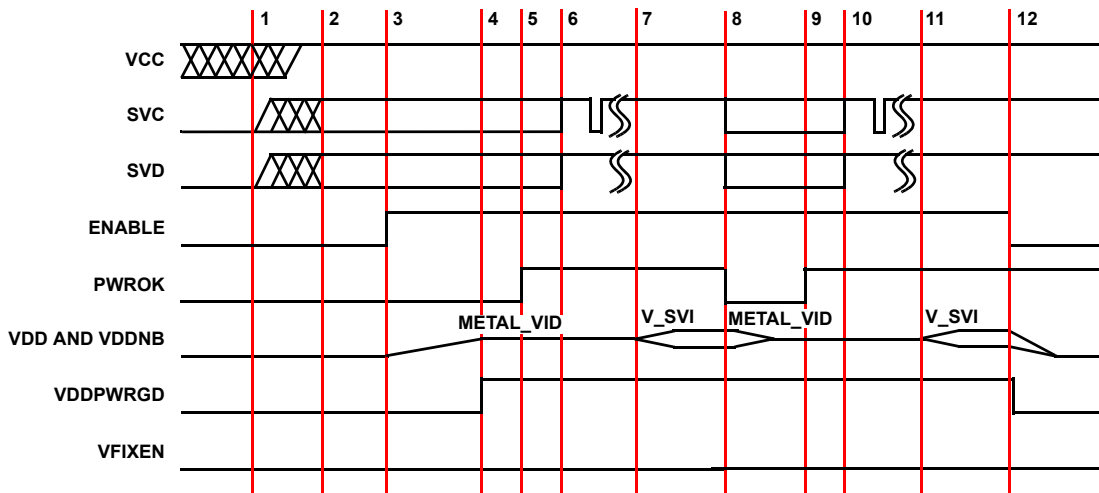 1 2 3 4 5 6 7 8 9 10 11 12
VCC
SVC
SVD
ENABLE
PWROK
METAL_VID V_SVI METAL_VID V_SVI
VDD AND VDDNB
VDDPWRGD
VFIXEN